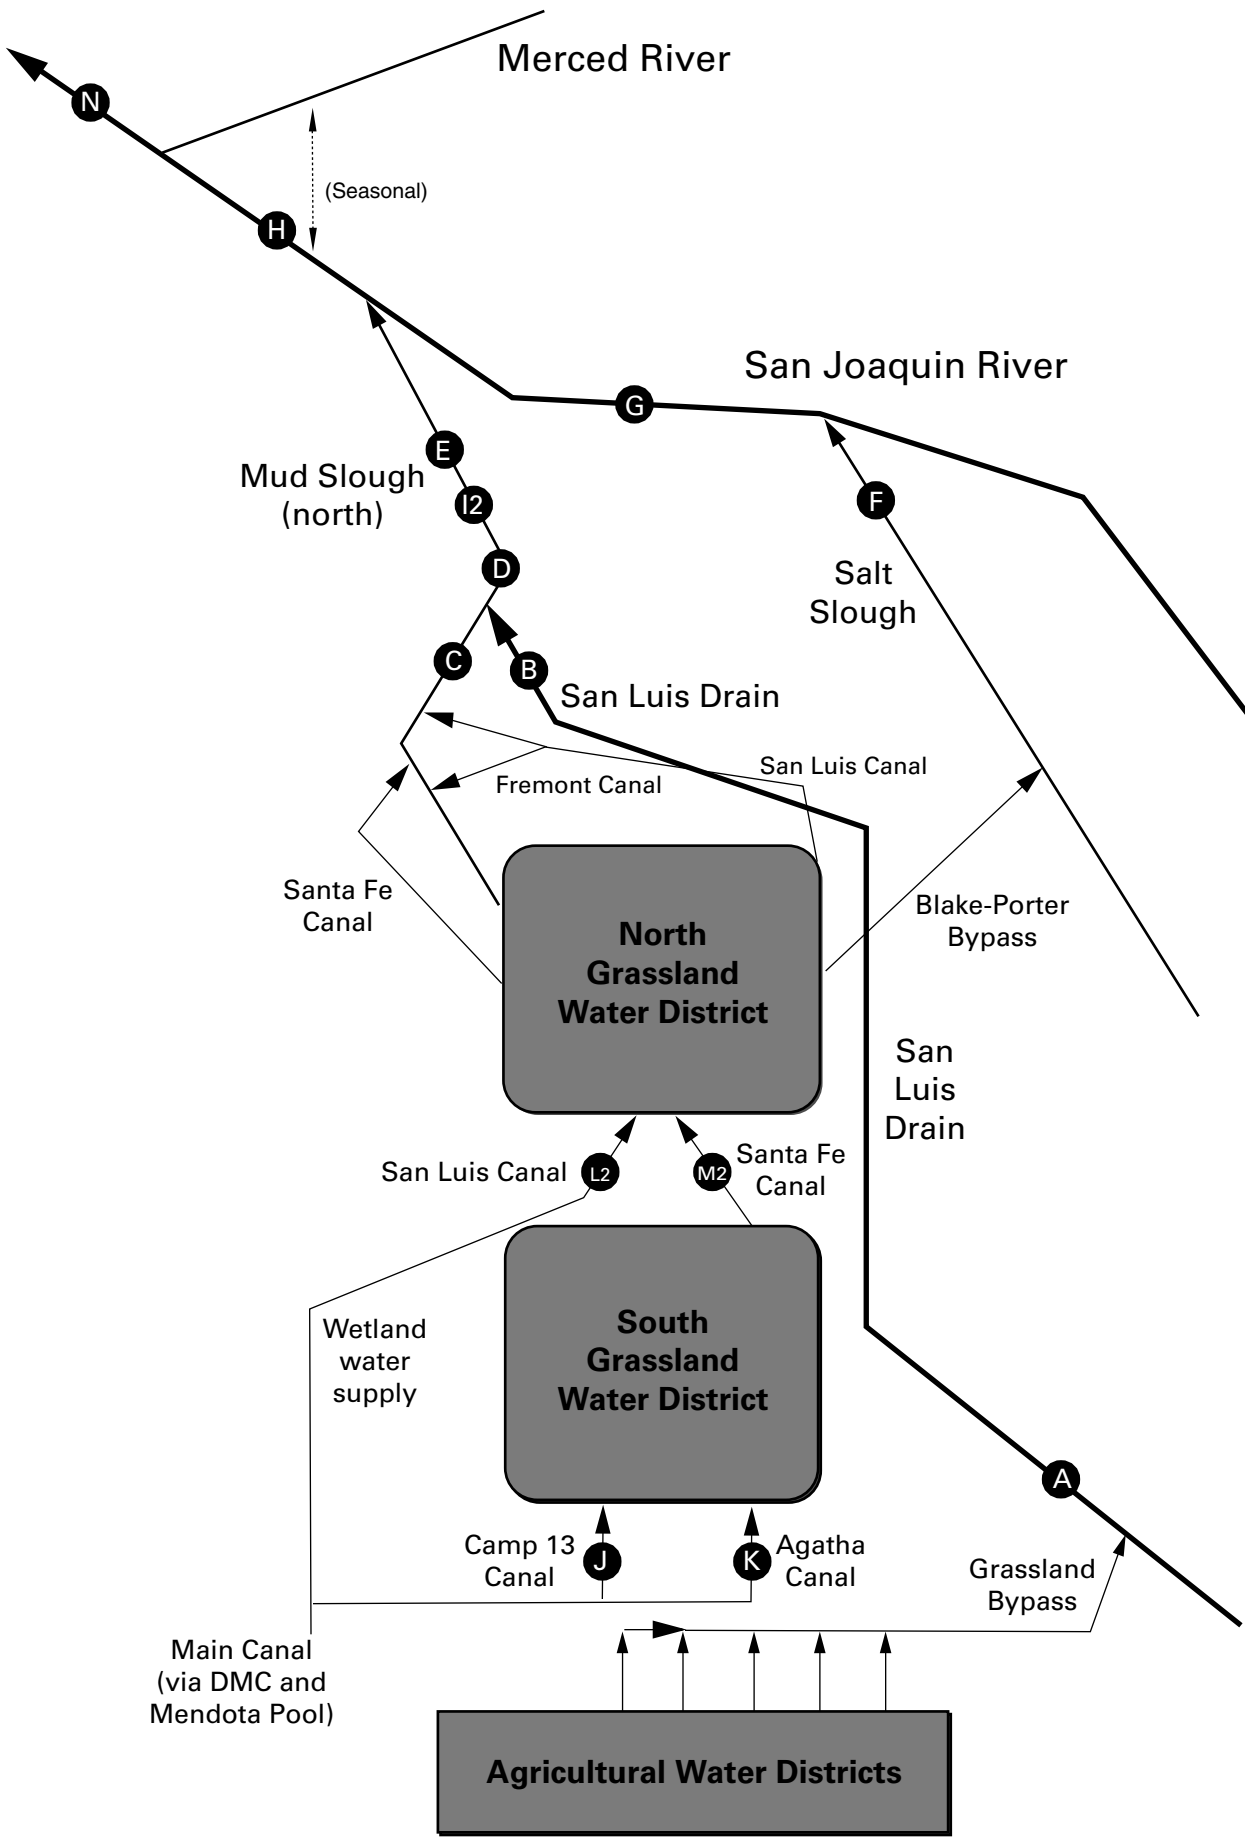 Merced River
N
(Seasonal)
H
San Joaquin River
G
E
Mud Slough
(north)
I2
F
D
Salt
Slough
C
B
San Luis Drain
San Luis Canal
Fremont Canal
Santa Fe
Canal
Blake-Porter
Bypass
North
Grassland
Water District
San
Luis
Drain
San Luis Canal
L2
M2
Santa Fe
Canal
Wetland
water
supply
South
Grassland
Water District
A
Camp 13
Canal
J
K
Agatha
Canal
Grassland
Bypass
Main Canal
(via DMC and
Mendota Pool)
Agricultural Water Districts